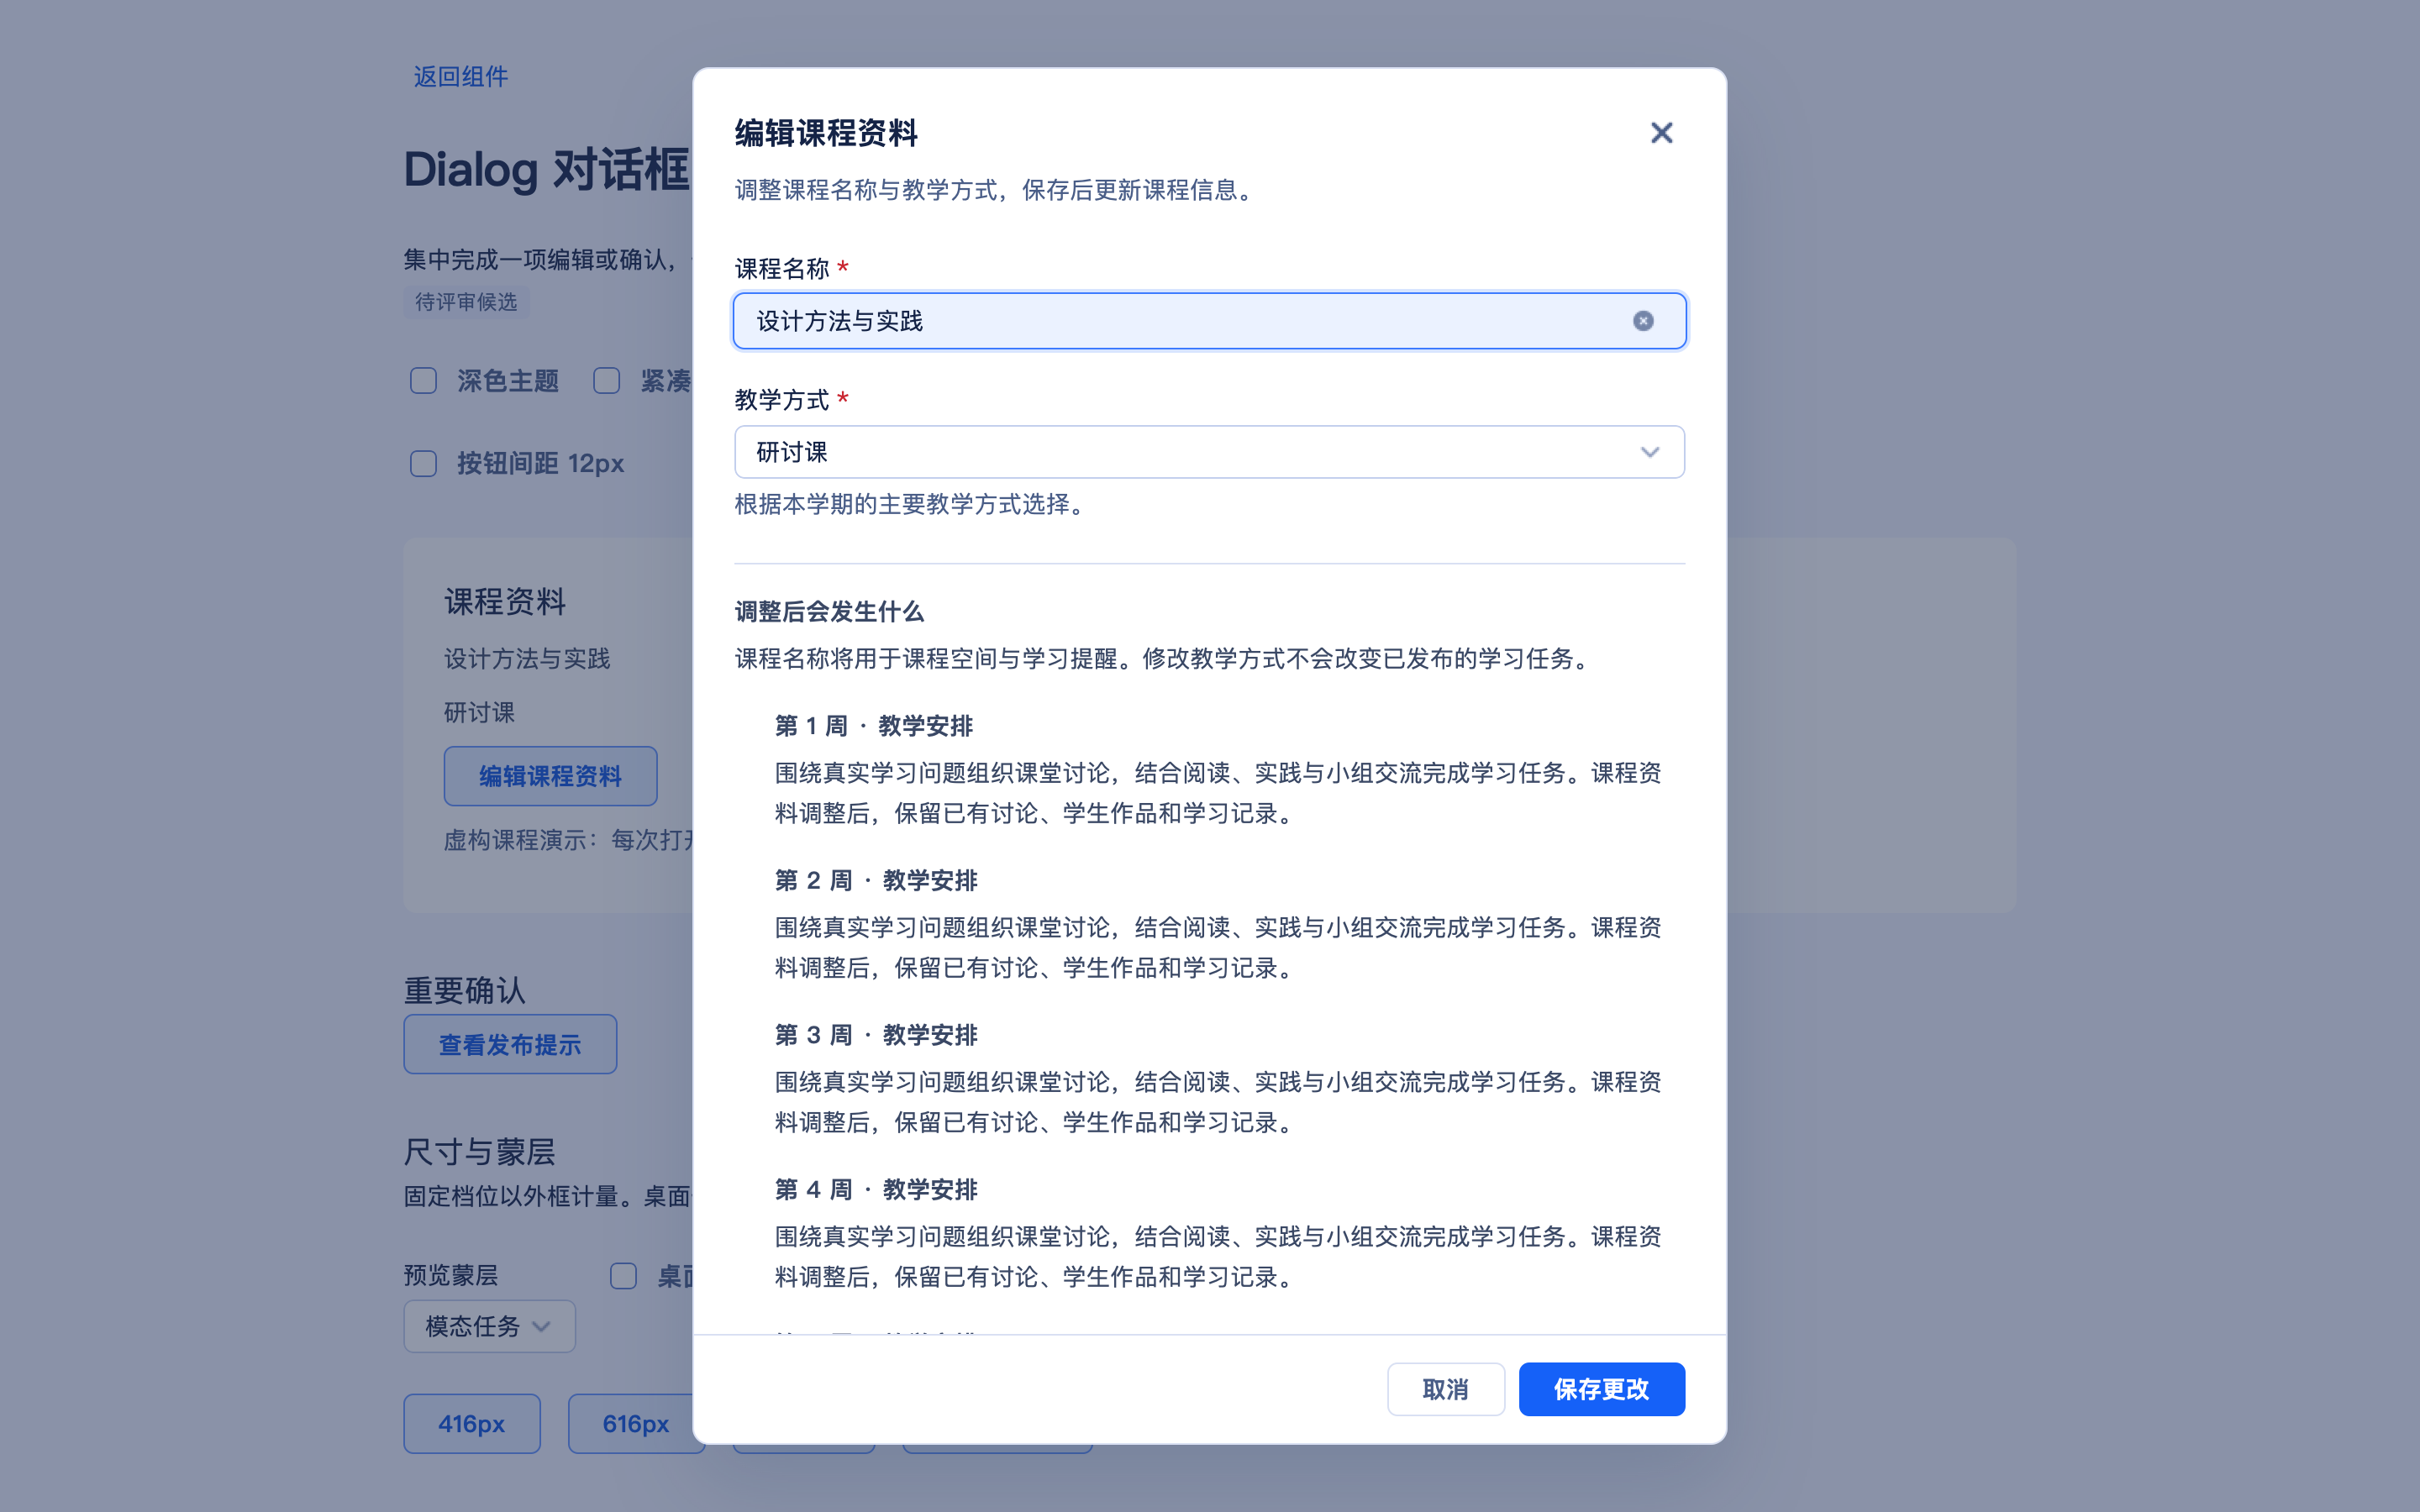 返回组件
Dialog 对话框
集中完成一项编辑或确认，
待评审候选
深色主题
紧凑
按钮间距 12px
课程资料
设计方法与实践
研讨课
编辑课程资料
虚构课程演示：每次打开
重要确认
查看发布提示
尺寸与蒙层
固定档位以外框计量。桌面
预览蒙层
桌面
模态任务
416px
616px
编辑课程资料
调整课程名称与教学方式，保存后更新课程信息。
课程名称 *
设计方法与实践
教学方式 *
研讨课
根据本学期的主要教学方式选择。
调整后会发生什么
课程名称将用于课程空间与学习提醒。修改教学方式不会改变已发布的学习任务。
第 1 周 · 教学安排
围绕真实学习问题组织课堂讨论，结合阅读、实践与小组交流完成学习任务。课程资
料调整后，保留已有讨论、学生作品和学习记录。
第 2 周 · 教学安排
围绕真实学习问题组织课堂讨论，结合阅读、实践与小组交流完成学习任务。课程资
料调整后，保留已有讨论、学生作品和学习记录。
第 3 周 · 教学安排
围绕真实学习问题组织课堂讨论，结合阅读、实践与小组交流完成学习任务。课程资
料调整后，保留已有讨论、学生作品和学习记录。
第 4 周 · 教学安排
围绕真实学习问题组织课堂讨论，结合阅读、实践与小组交流完成学习任务。课程资
料调整后，保留已有讨论、学生作品和学习记录。
取消
保存更改